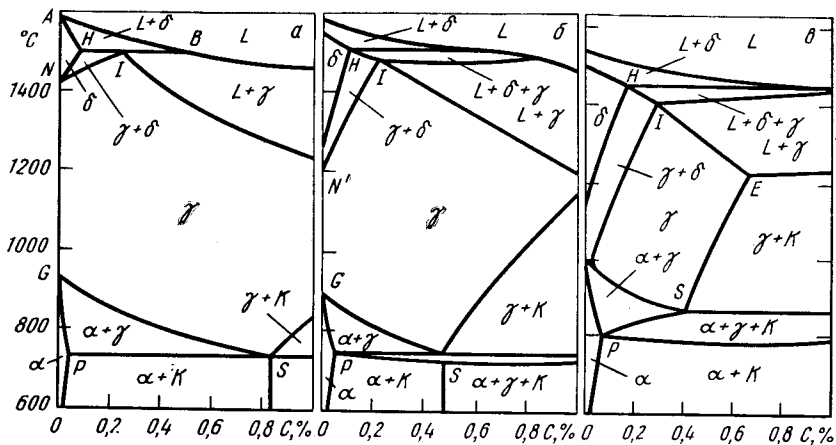 A
°C
H
B
L
а
L+δ
N
I
1400
δ
γ+δ
L+γ
1200
γ
1000
G
γ+K
800
α+γ
α
P
S
α+K
600
0
0,2
0,4
0,6
0,8
C,%
L
б
L+δ
δ
H
I
L+δ+γ
L+γ
γ+δ
N'
γ
G
γ+K
α+γ
P
S
α+K
α+γ+K
α
0
0,2
0,4
0,6
0,8
C,%
L+δ
L
в
H
δ
I
L+δ+γ
L+γ
γ+δ
E
γ
γ+K
α+γ
S
α+γ+K
P
α
α+K
0
0,2
0,4
0,6
0,8
C,%